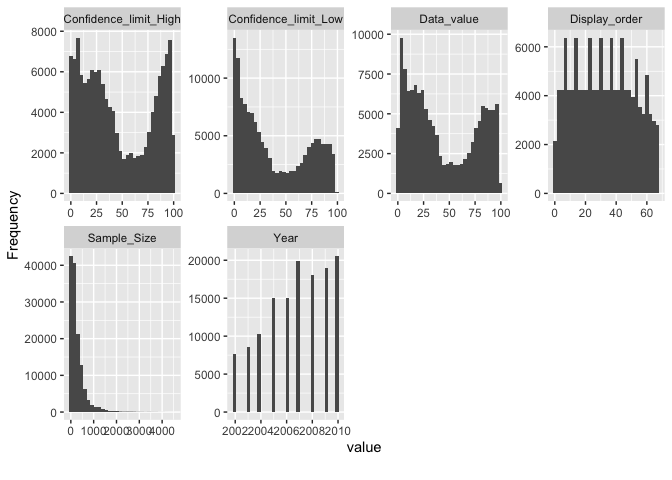 Confidence_limit_High Confidence_limit_Low Data_value Display_order
8000 6000 4000 2000 0
10000 5000 0
10000 7500 5000 2500 0
6000 4000 2000 0
0 25 50 75 100 0 25 50 75 100 0 25 50 75 100 0 20 40 60
Frequency
Sample_Size Year
40000 30000 20000 10000 0
20000 15000 10000 5000 0
0 1000 2000 3000 4000 2002 2004 2006 2008 2010
value